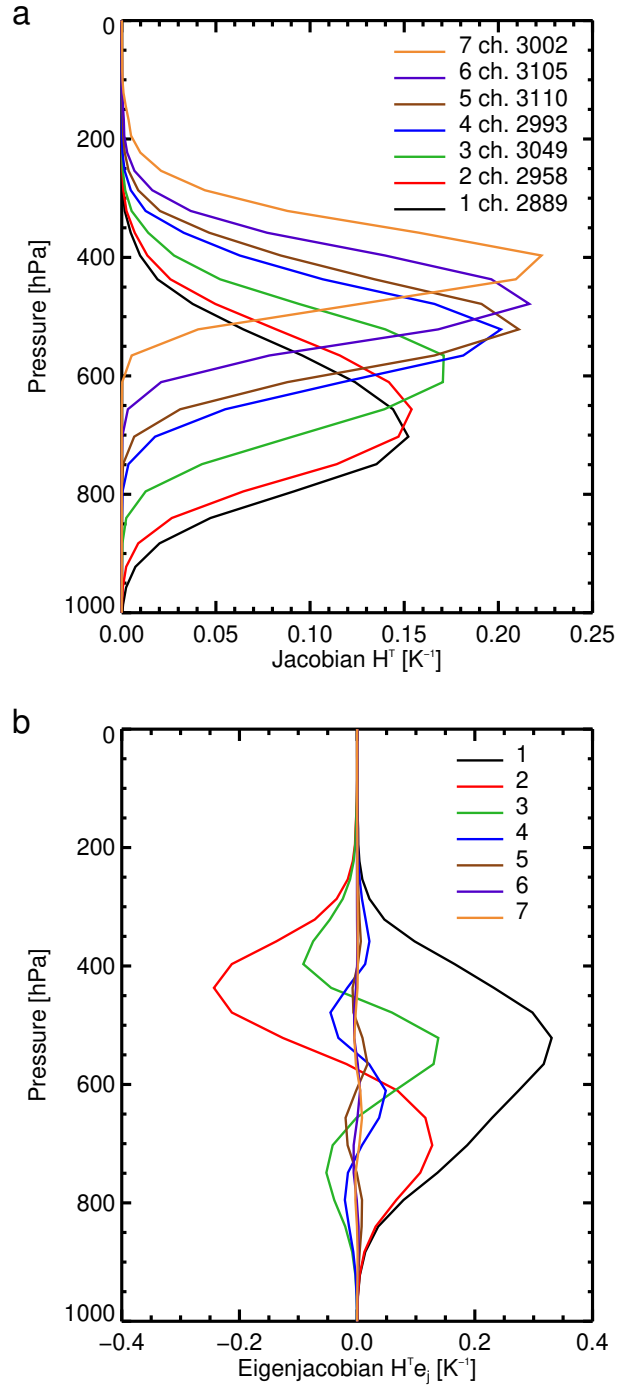 a
0
200
400
600
800
1000
Pressure [hPa]
7 ch. 3002
6 ch. 3105
5 ch. 3110
4 ch. 2993
3 ch. 3049
2 ch. 2958
1 ch. 2889
0.00 0.05 0.10 0.15 0.20 0.25
Jacobian Hᵀ [K⁻¹]
b
0
200
400
600
800
1000
Pressure [hPa]
1
2
3
4
5
6
7
−0.4 −0.2 0.0 0.2 0.4
Eigenjacobian Hᵀeⱼ [K⁻¹]